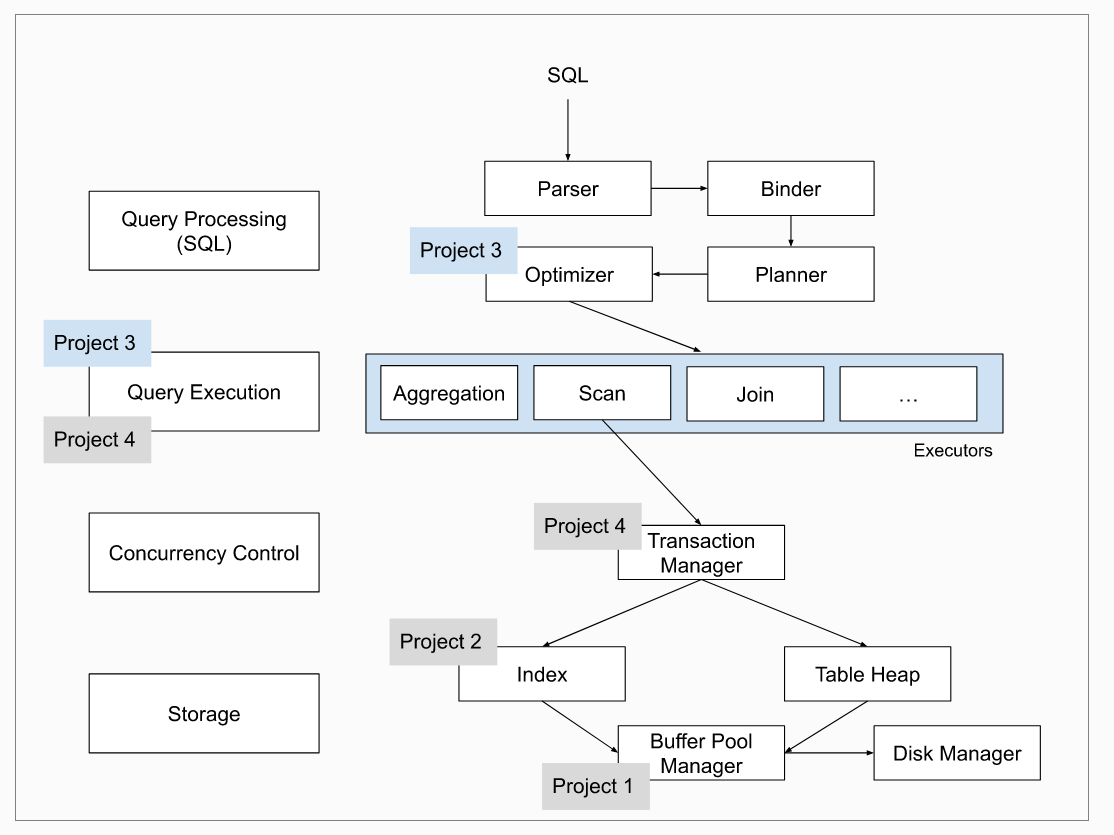 SQL
Parser
Binder
Query Processing
(SQL)
Project 3
Optimizer
Planner
Project 3
Query Execution
Project 4
Aggregation
Scan
Join
…
Executors
Concurrency Control
Project 4
Transaction
Manager
Project 2
Index
Table Heap
Storage
Buffer Pool
Manager
Disk Manager
Project 1